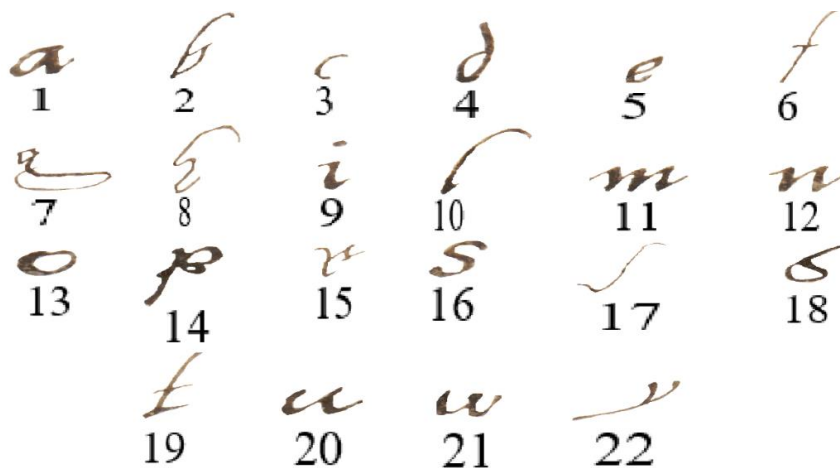 a b c d e f
1 2 3 4 5 6
g h i l m n
7 8 9 10 11 12
o p r s ſ s
13 14 15 16 17 18
t u w y
19 20 21 22